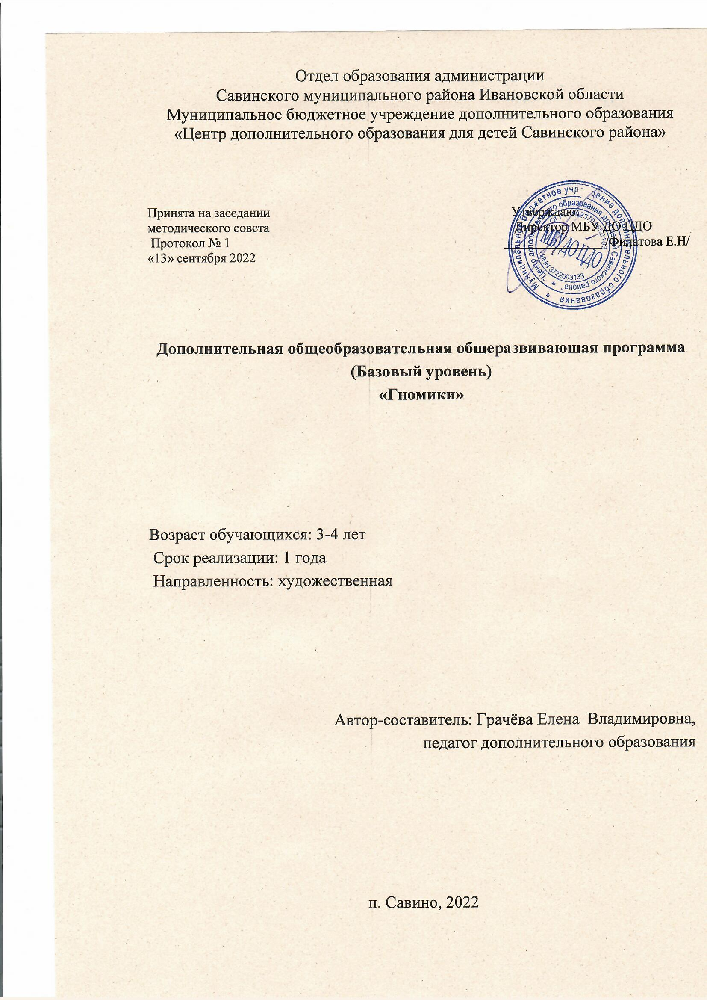 Отдел образования администрации
Савинского муниципального района Ивановской области
Муниципальное бюджетное учреждение дополнительного образования
«Центр дополнительного образования для детей Савинского района»
Принята на заседании
методического совета
Протокол № 1
«13» сентября 2022
Утверждаю:
Директор МБУ ДО ЦДО
/Филатова Е.Н/
Муниципальное бюджетное учр дение дополнительного образования
"Центр дополнительного образования для детей Савинского района"
ИНН 3722003133
МБУ ДО ЦДО
Дополнительная общеобразовательная общеразвивающая программа
(Базовый уровень)
«Гномики»
Возраст обучающихся: 3-4 лет
Срок реализации: 1 года
Направленность: художественная
Автор-составитель: Грачёва Елена Владимировна,
педагог дополнительного образования
п. Савино, 2022